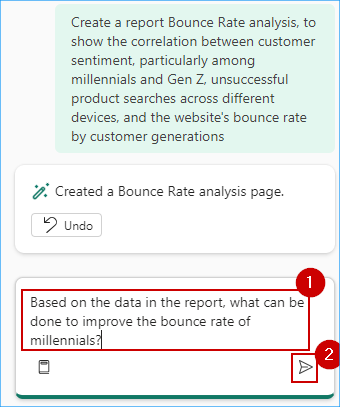 Create a report Bounce Rate analysis, to
show the correlation between customer
sentiment, particularly among
millennials and Gen Z, unsuccessful
product searches across different
devices, and the website's bounce rate
by customer generations
Created a Bounce Rate analysis page.
Undo
1
Based on the data in the report, what can be
done to improve the bounce rate of
millennials?
2